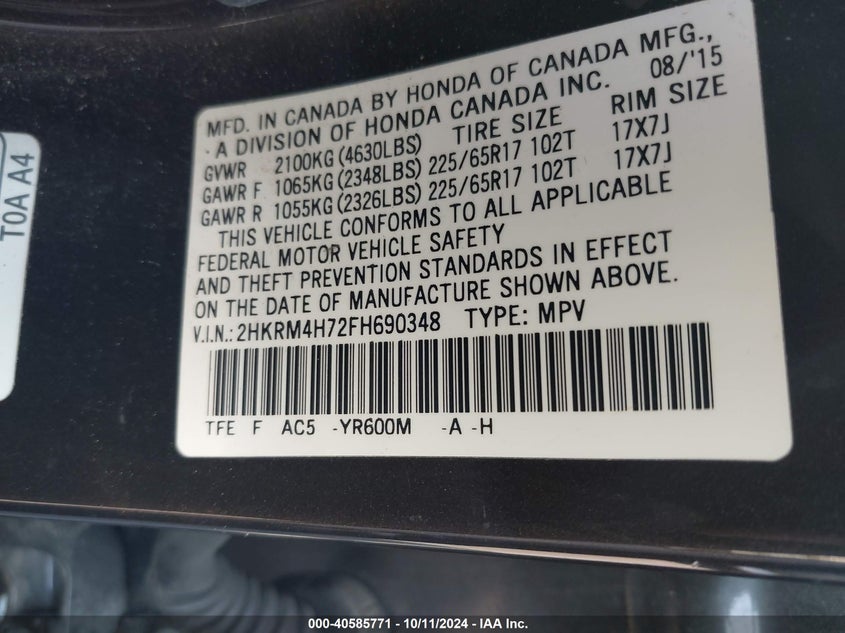 MFD. IN CANADA BY HONDA OF CANADA MFG.,
A DIVISION OF HONDA CANADA INC. 08/'15
GVWR 2100KG (4630LBS) TIRE SIZE RIM SIZE
GAWR F 1065KG (2348LBS) 225/65R17 102T 17X7J
GAWR R 1055KG (2326LBS) 225/65R17 102T 17X7J
THIS VEHICLE CONFORMS TO ALL APPLICABLE
FEDERAL MOTOR VEHICLE SAFETY
AND THEFT PREVENTION STANDARDS IN EFFECT
ON THE DATE OF MANUFACTURE SHOWN ABOVE.
V.I.N.: 2HKRM4H72FH690348 TYPE: MPV
TFE F AC5 -YR600M -A -H
T0A A4
000-40585771 - 10/11/2024 - IAA Inc.